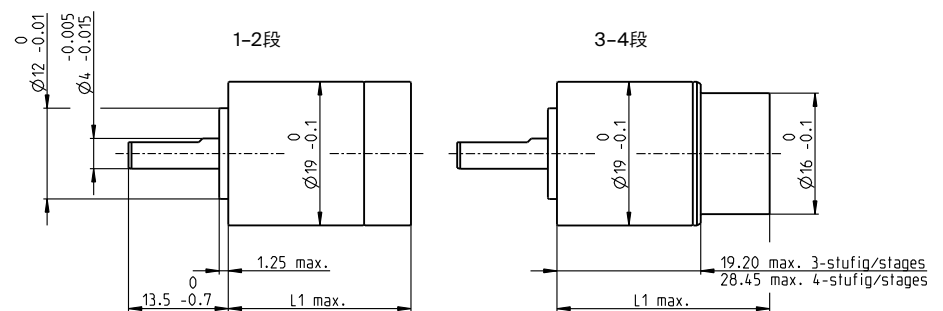 1-2段
3-4段
Ø12 0 -0.01
Ø4 -0.005 -0.015
Ø19 0 -0.1
Ø19 0 -0.1
Ø16 0 -0.1
1.25 max.
13.5 0 -0.7
L1 max.
19.20 max. 3-stufig/stages
28.45 max. 4-stufig/stages
L1 max.